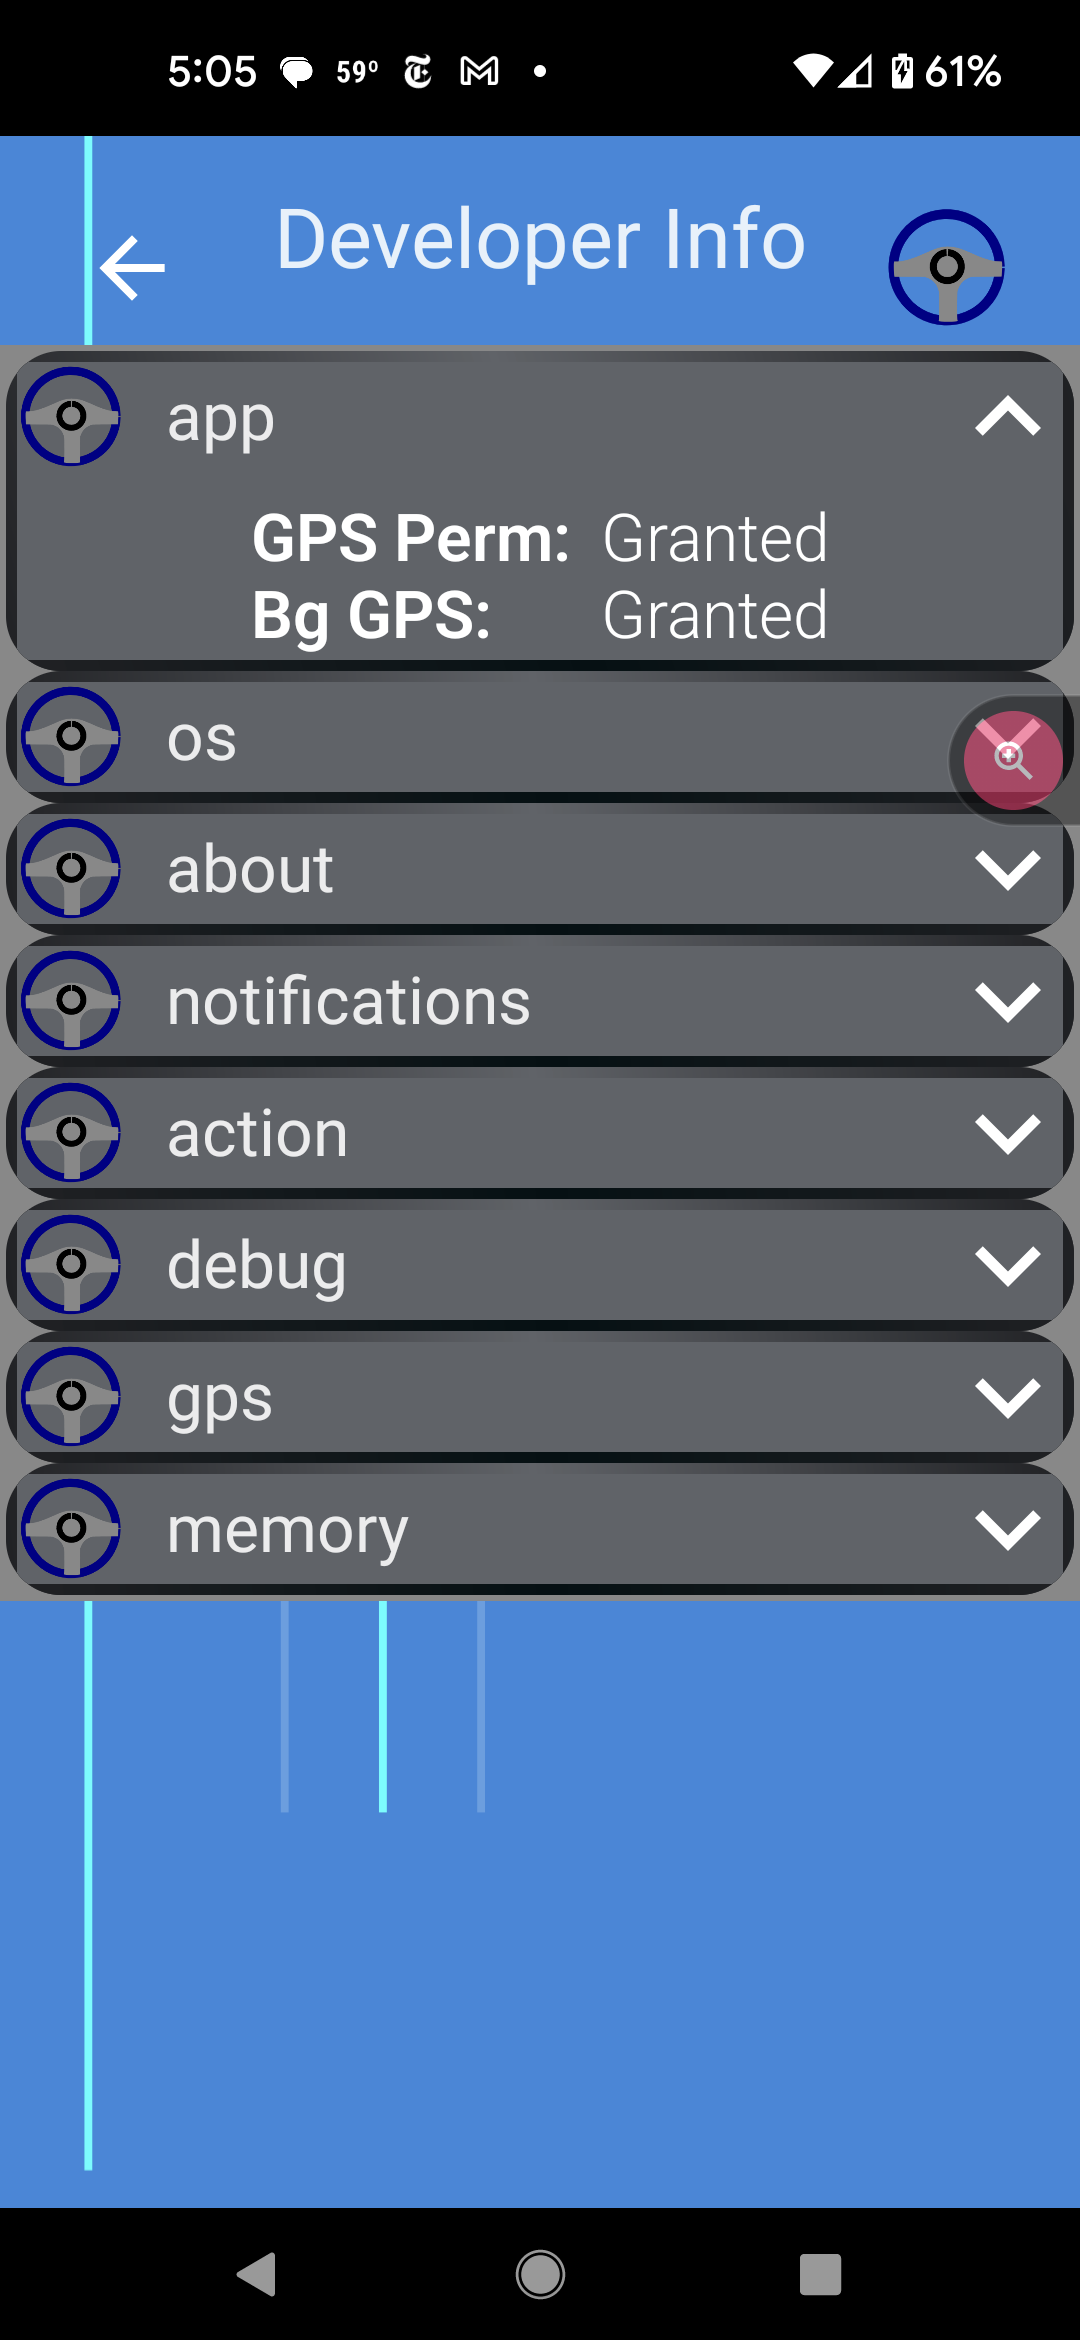 5:05 59° 61%
Developer Info
app
GPS Perm: Granted
Bg GPS: Granted
os
about
notifications
action
debug
gps
memory